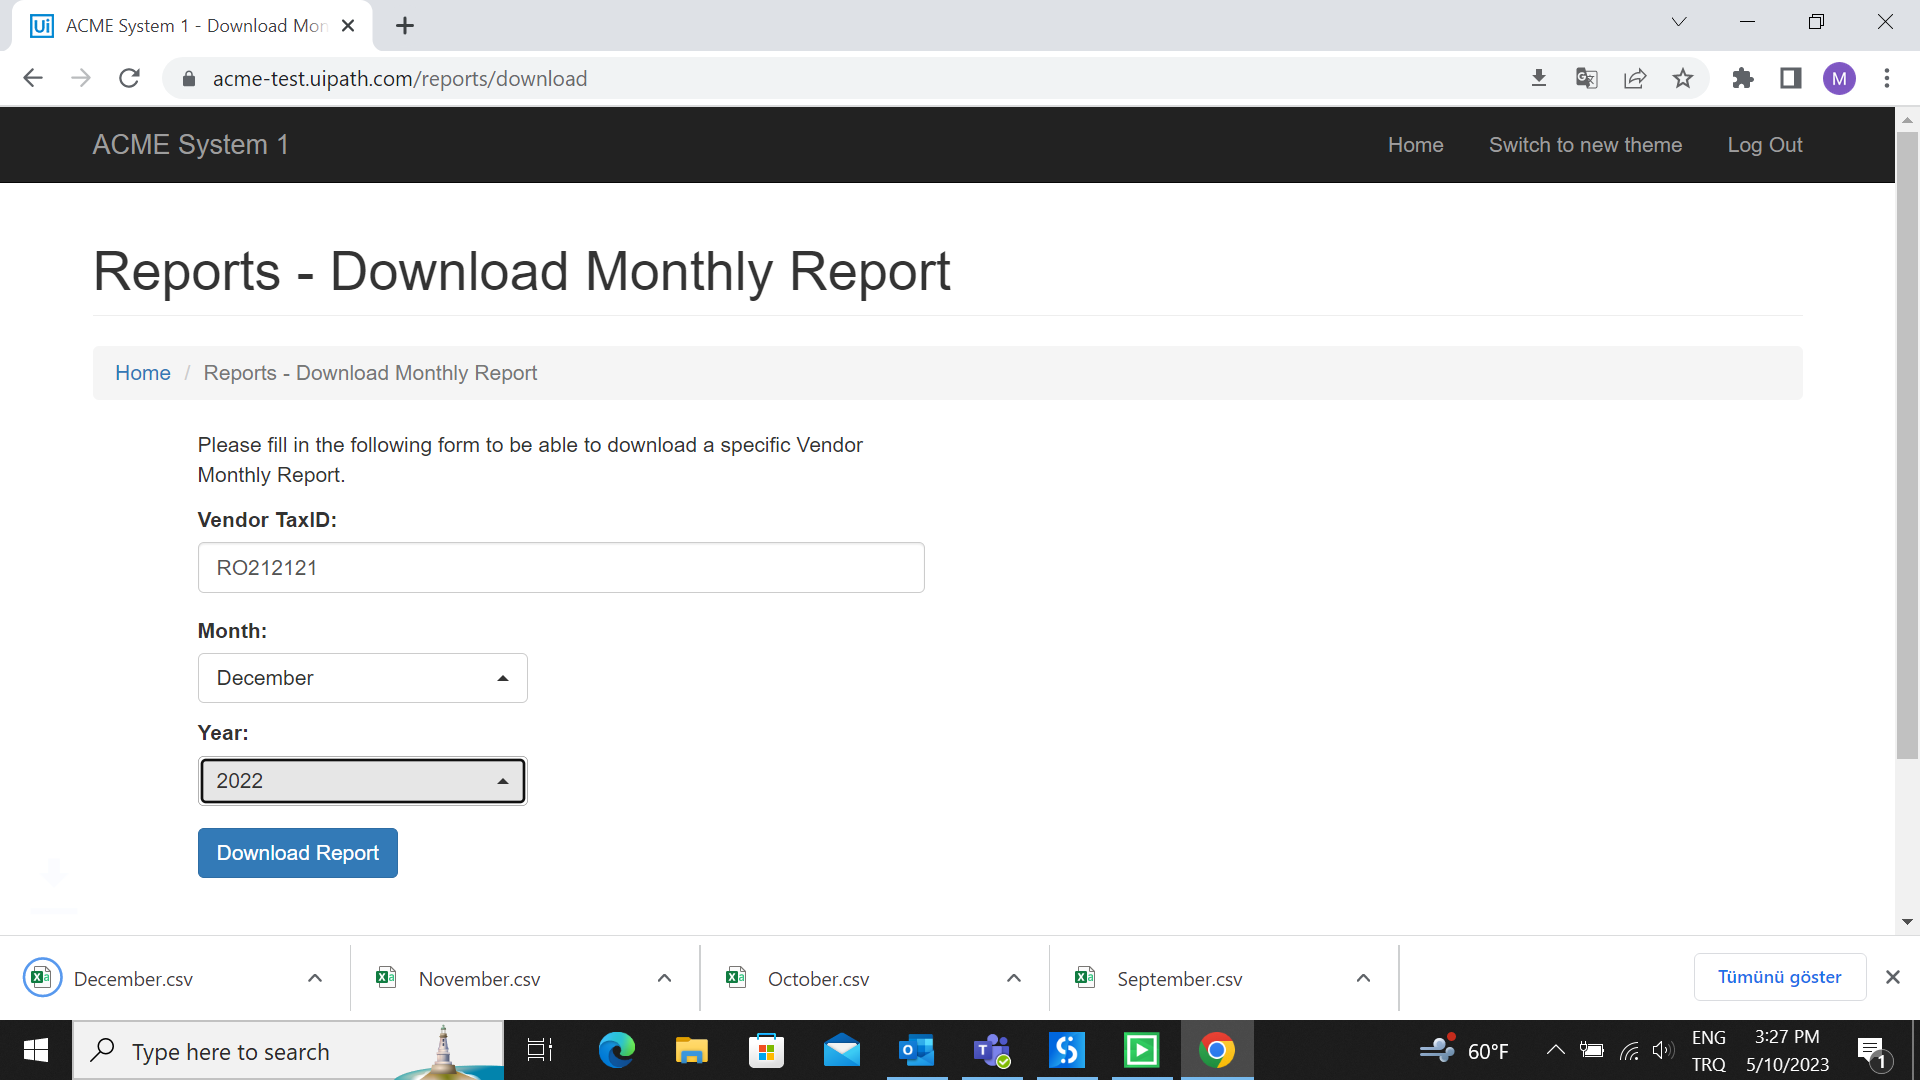 ACME System 1 - Download Mon
acme-test.uipath.com/reports/download
M
ACME System 1
Home
Switch to new theme
Log Out
Reports - Download Monthly Report
Home / Reports - Download Monthly Report
Please fill in the following form to be able to download a specific Vendor
Monthly Report.
Vendor TaxID:
RO212121
Month:
December
Year:
2022
Download Report
December.csv
November.csv
October.csv
September.csv
Tümünü göster
Type here to search
60°F
ENG
TRQ
3:27 PM
5/10/2023
1